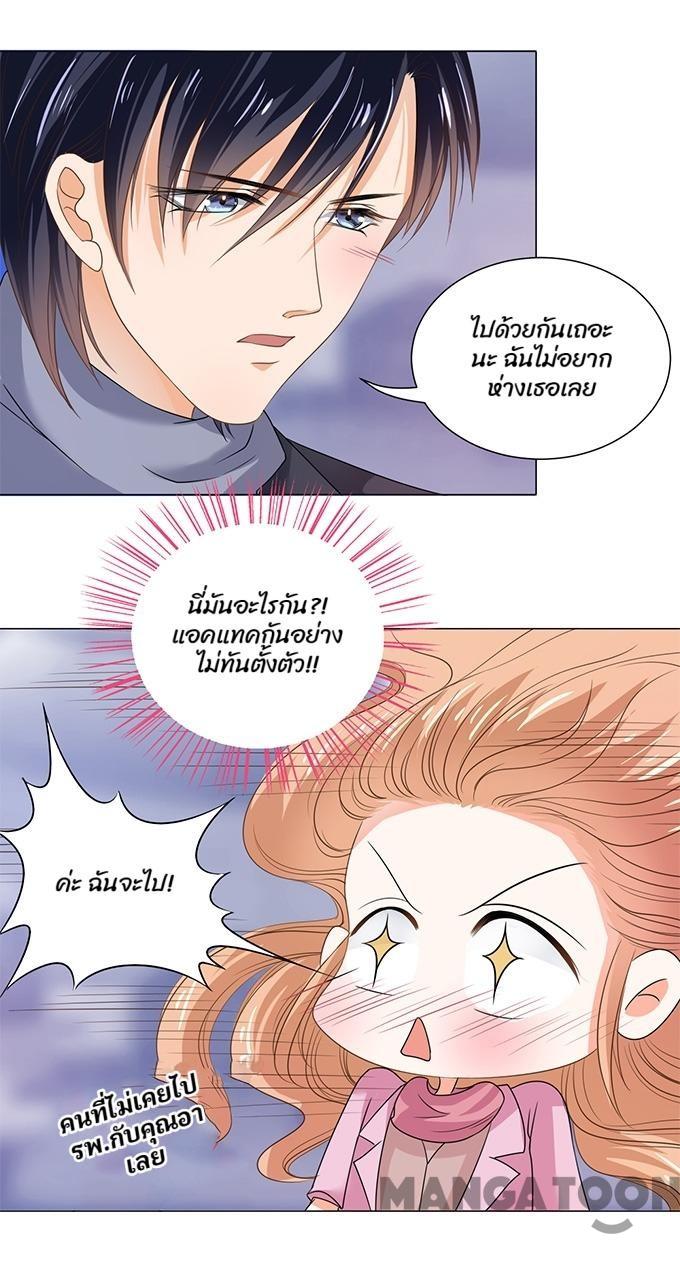 ไปด้วยกันเถอะ
นะ ฉันไม่อยาก
ห่างเธอเลย
นี่มันอะไรกัน?!
แอคแทคกันอย่าง
ไม่ทันตั้งตัว!!
ค่ะ ฉันจะไป!
คนที่ไม่เคยไป
รพ.กับคุณอา
เลย
MANGATOON